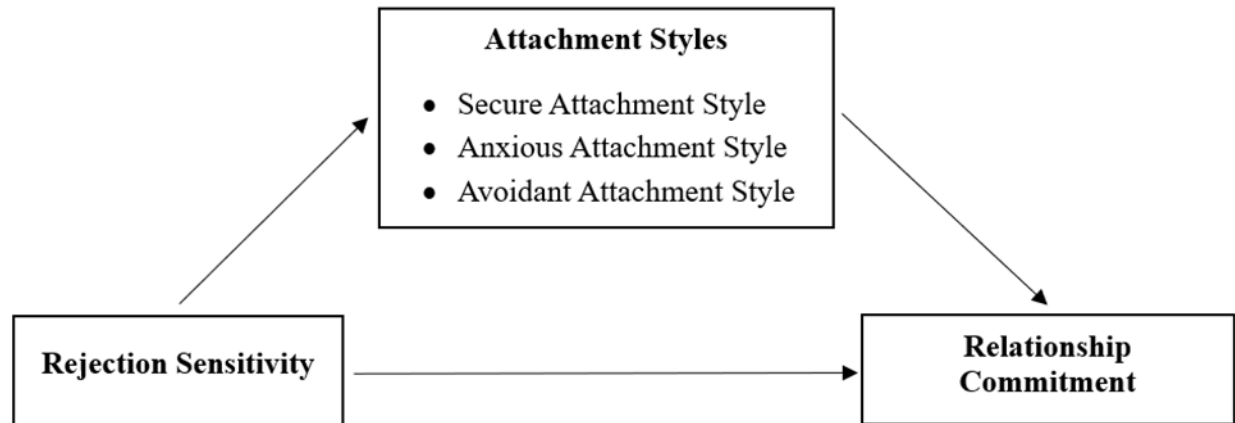 Attachment Styles
• Secure Attachment Style
• Anxious Attachment Style
• Avoidant Attachment Style
Rejection Sensitivity
Relationship
Commitment